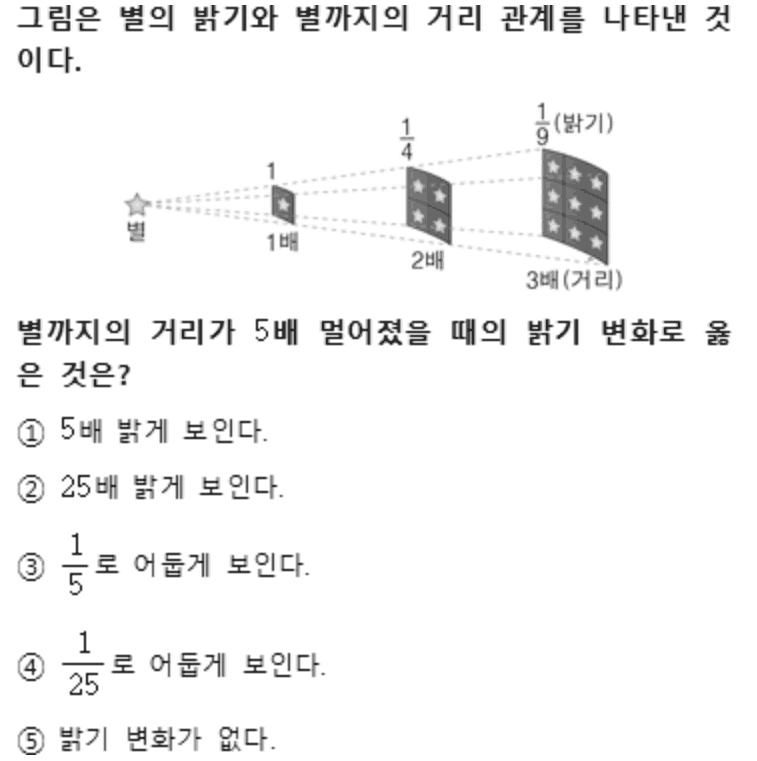 그림은 별의 밝기와 별까지의 거리 관계를 나타낸 것
이다.
1/9(밝기)
1/4
1
별
1배
2배
3배(거리)
별까지의 거리가 5배 멀어졌을 때의 밝기 변화로 옳
은 것은?
① 5배 밝게 보인다.
② 25배 밝게 보인다.
③ 1/5로 어둡게 보인다.
④ 1/25로 어둡게 보인다.
⑤ 밝기 변화가 없다.